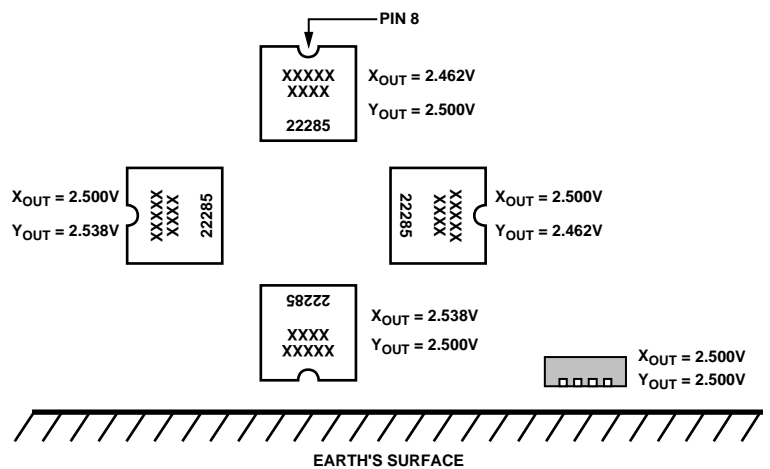 PIN 8
XXXXX
XXXX
22285
XOUT = 2.462V
YOUT = 2.500V
XOUT = 2.500V
YOUT = 2.538V
XXXXX
XXXX
22285
22285
XXXX
XXXXX
XOUT = 2.500V
YOUT = 2.462V
22285
XXXX
XXXXX
XOUT = 2.538V
YOUT = 2.500V
XOUT = 2.500V
YOUT = 2.500V
EARTH'S SURFACE